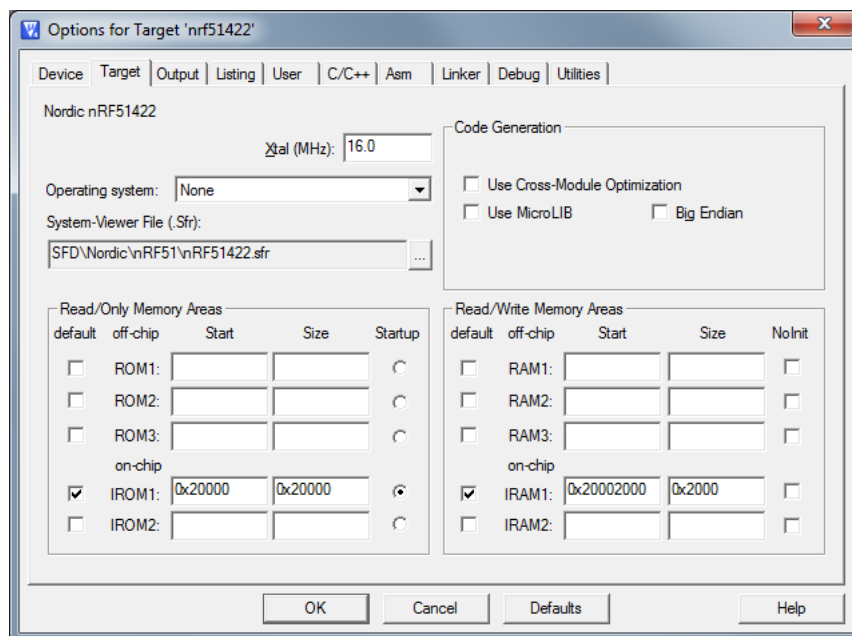 Options for Target 'nrf51422'
Device Target Output Listing User C/C++ Asm Linker Debug Utilities
Nordic nRF51422
Xtal (MHz): 16.0
Operating system: None
System-Viewer File (.Sfr):
SFD\Nordic\nRF51\nRF51422.sfr ...
Code Generation
Use Cross-Module Optimization
Use MicroLIB Big Endian
Read/Only Memory Areas
default off-chip Start Size Startup
ROM1:
ROM2:
ROM3:
on-chip
IROM1: 0x20000 0x20000
IROM2:
Read/Write Memory Areas
default off-chip Start Size NoInit
RAM1:
RAM2:
RAM3:
on-chip
IRAM1: 0x20002000 0x2000
IRAM2:
OK Cancel Defaults Help